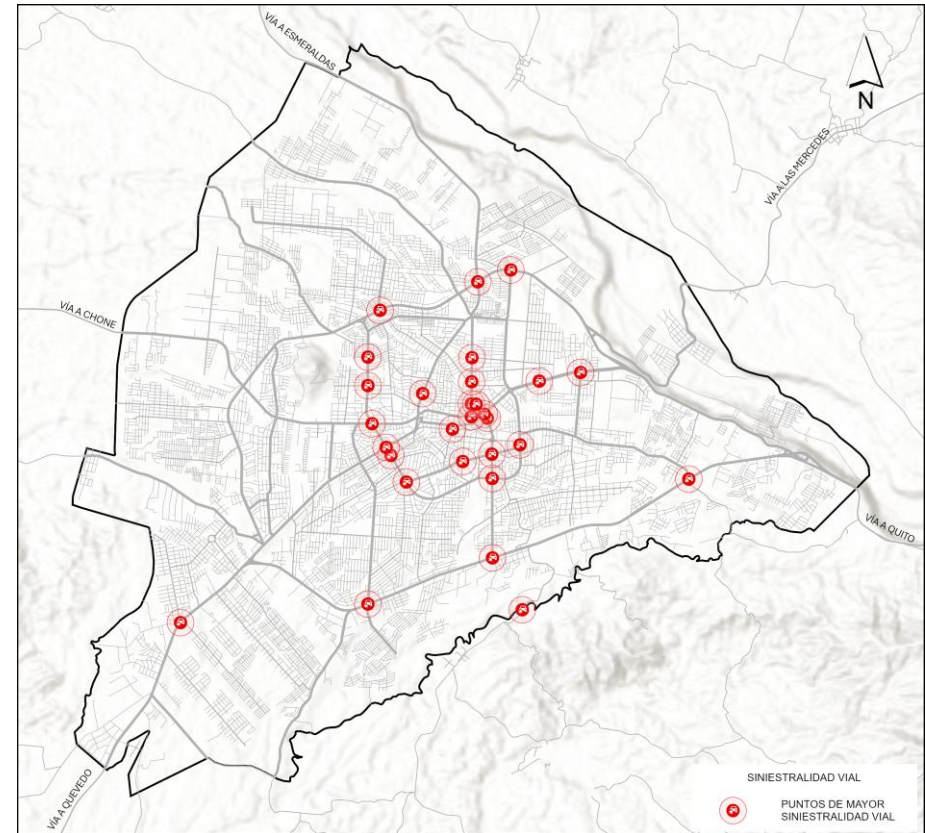 VÍA A ESMERALDAS
N
VÍA A LAS MERCEDES
VÍA A CHONE
VÍA A QUITO
VÍA A QUEVEDO
SINIESTRALIDAD VIAL
PUNTOS DE MAYOR
SINIESTRALIDAD VIAL